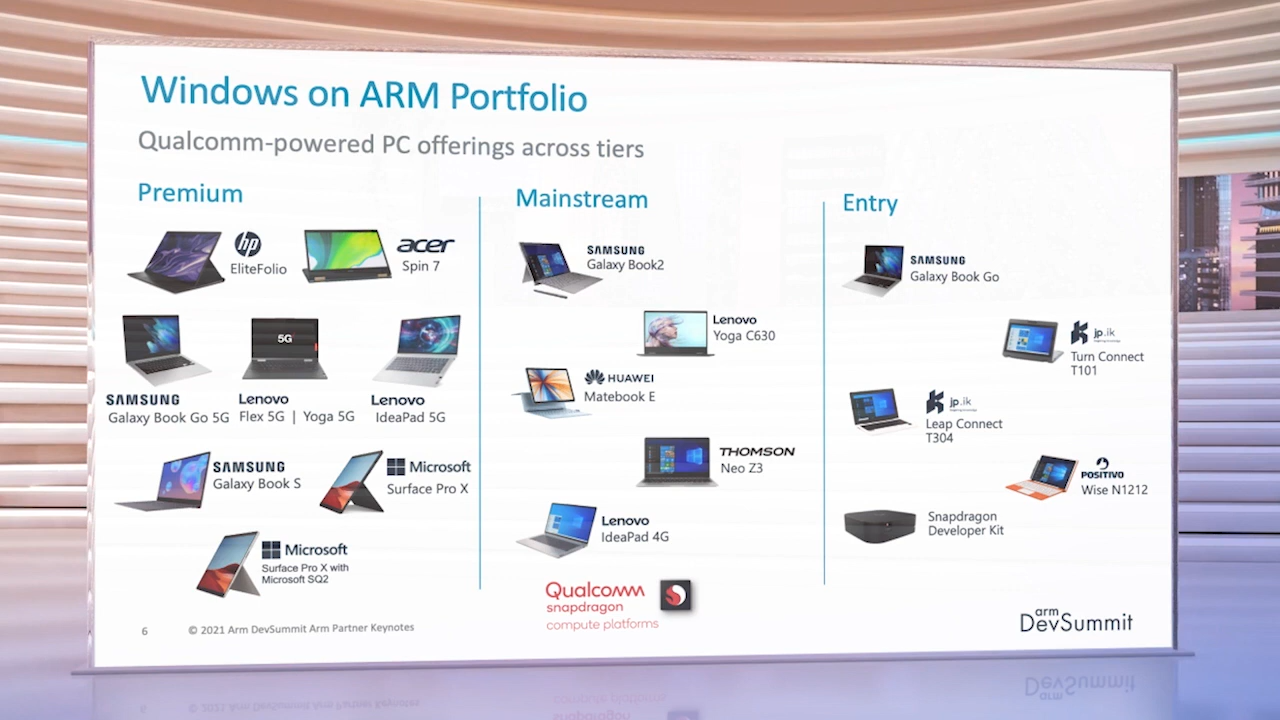 Windows on ARM Portfolio
Qualcomm-powered PC offerings across tiers
Premium
hp
EliteFolio
acer
Spin 7
SAMSUNG
Galaxy Book Go 5G
5G
Lenovo
Flex 5G | Yoga 5G
Lenovo
IdeaPad 5G
SAMSUNG
Galaxy Book S
Microsoft
Surface Pro X
Microsoft
Surface Pro X with
Microsoft SQ2
Mainstream
SAMSUNG
Galaxy Book2
Lenovo
Yoga C630
HUAWEI
Matebook E
THOMSON
Neo Z3
Lenovo
IdeaPad 4G
Entry
SAMSUNG
Galaxy Book Go
jp.ik
Turn Connect
T101
jp.ik
Leap Connect
T304
POSITIVO
Wise N1212
Snapdragon
Developer Kit
Qualcomm
snapdragon
compute platforms
6
© 2021 Arm DevSummit Arm Partner Keynotes
arm
DevSummit